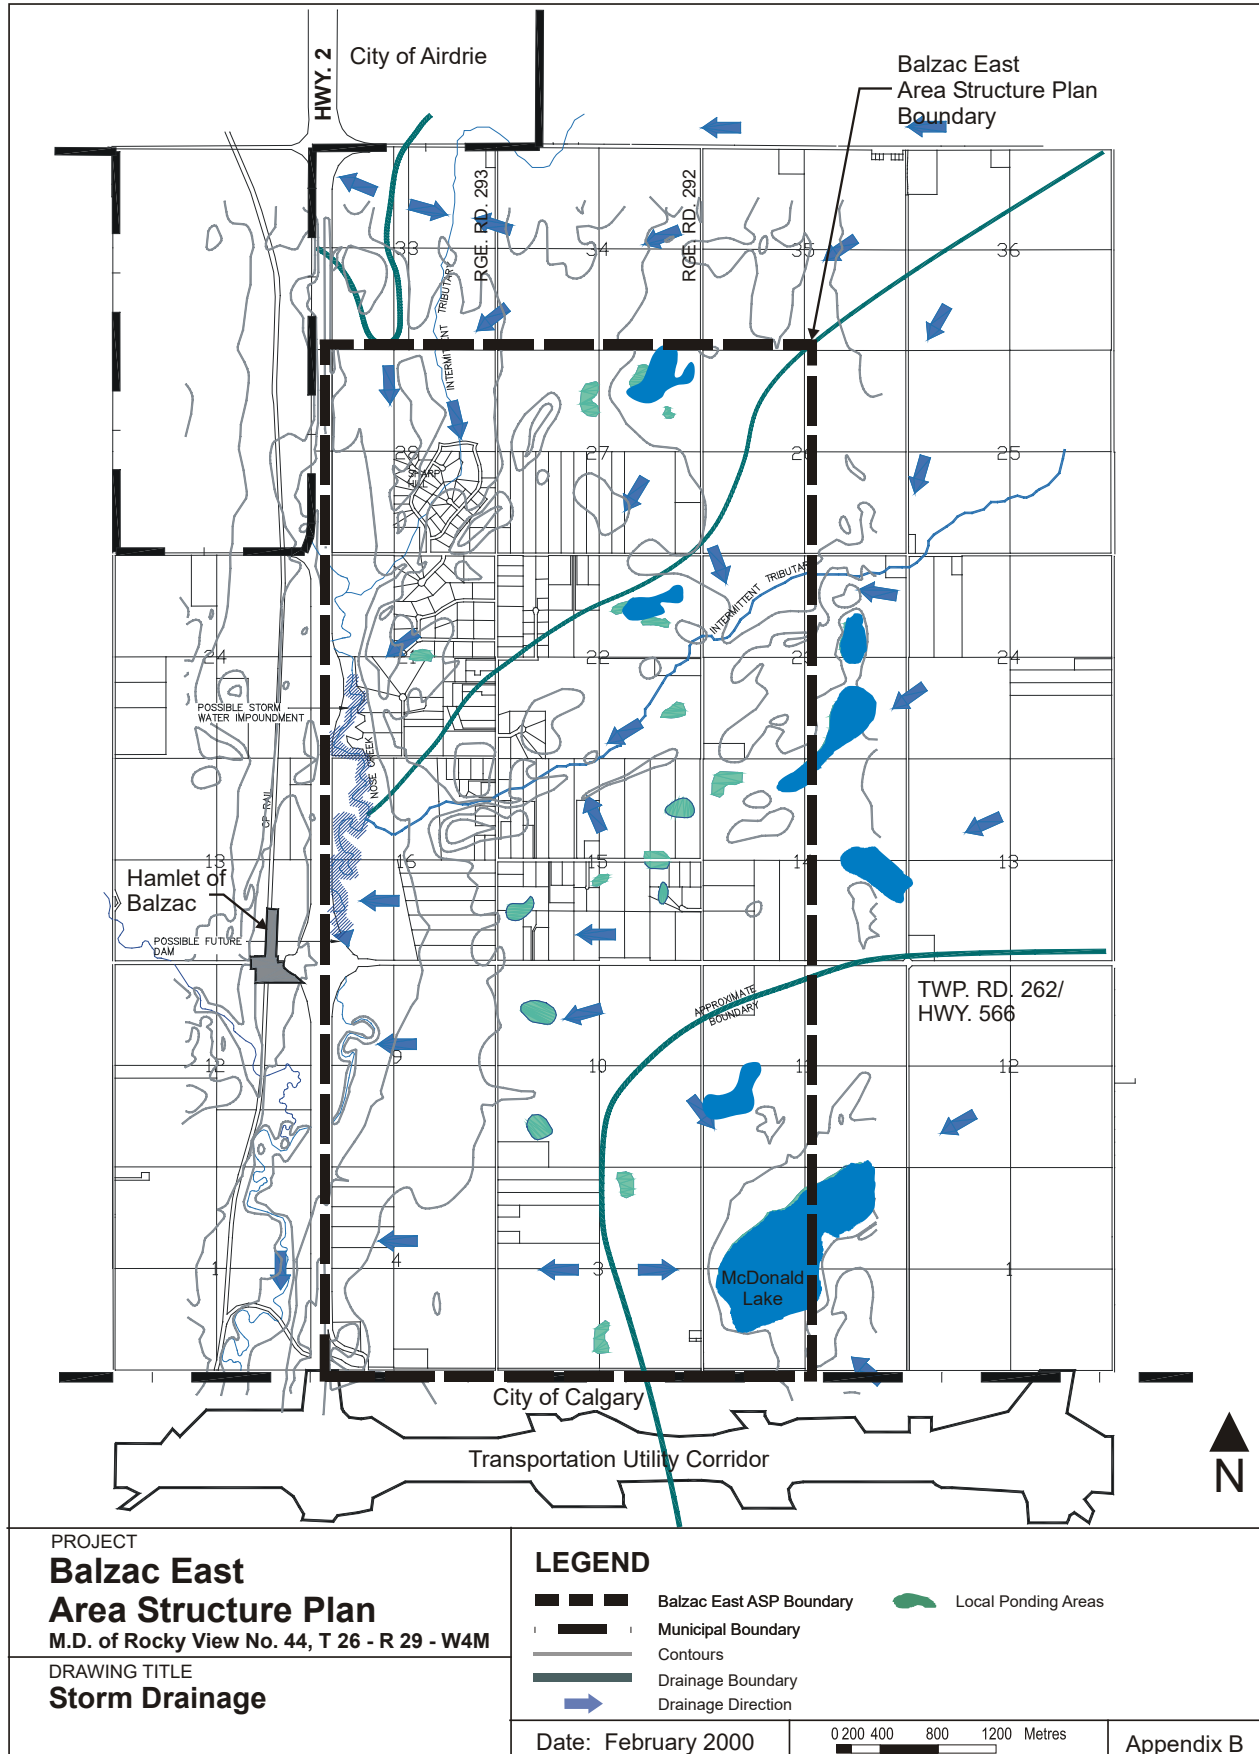 HWY. 2
City of Airdrie
Balzac East
Area Structure Plan
Boundary
RGE. RD. 293
RGE. RD. 292
33
34
35
36
INTERMITTENT TRIBUTARY
28
27
26
25
SHARP
HILL
INTERMITTENT TRIBUTAR
24
21
22
23
24
POSSIBLE STORM
WATER IMPOUNDMENT
NOSE CREEK
CP RAIL
13
16
15
14
13
Hamlet of
Balzac
POSSIBLE FUTURE
DAM
APPROXIMATE
BOUNDARY
TWP. RD. 262/
HWY. 566
12
9
10
11
12
1
4
3
McDonald
Lake
1
City of Calgary
Transportation Utility Corridor
N
PROJECT
Balzac East
Area Structure Plan
M.D. of Rocky View No. 44, T 26 - R 29 - W4M
DRAWING TITLE
Storm Drainage
LEGEND
Balzac East ASP Boundary
Local Ponding Areas
Municipal Boundary
Contours
Drainage Boundary
Drainage Direction
Date: February 2000
0 200 400 800 1200 Metres
Appendix B